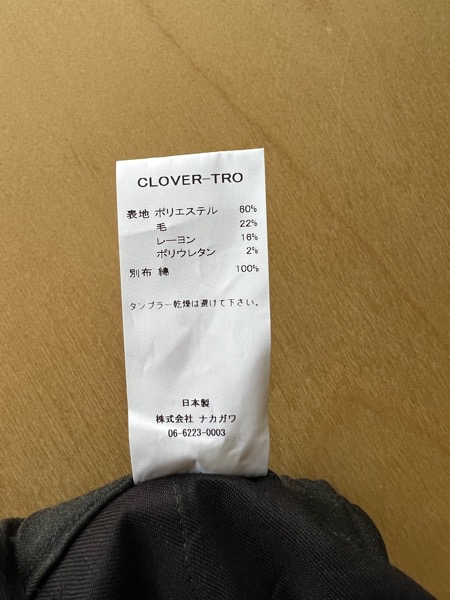 CLOVER-TRO
表地 ポリエステル 60%
毛 22%
レーヨン 16%
ポリウレタン 2%
別布 綿 100%
タンブラー乾燥は避けて下さい。
日本製
株式会社 ナカガワ
06-6223-0003